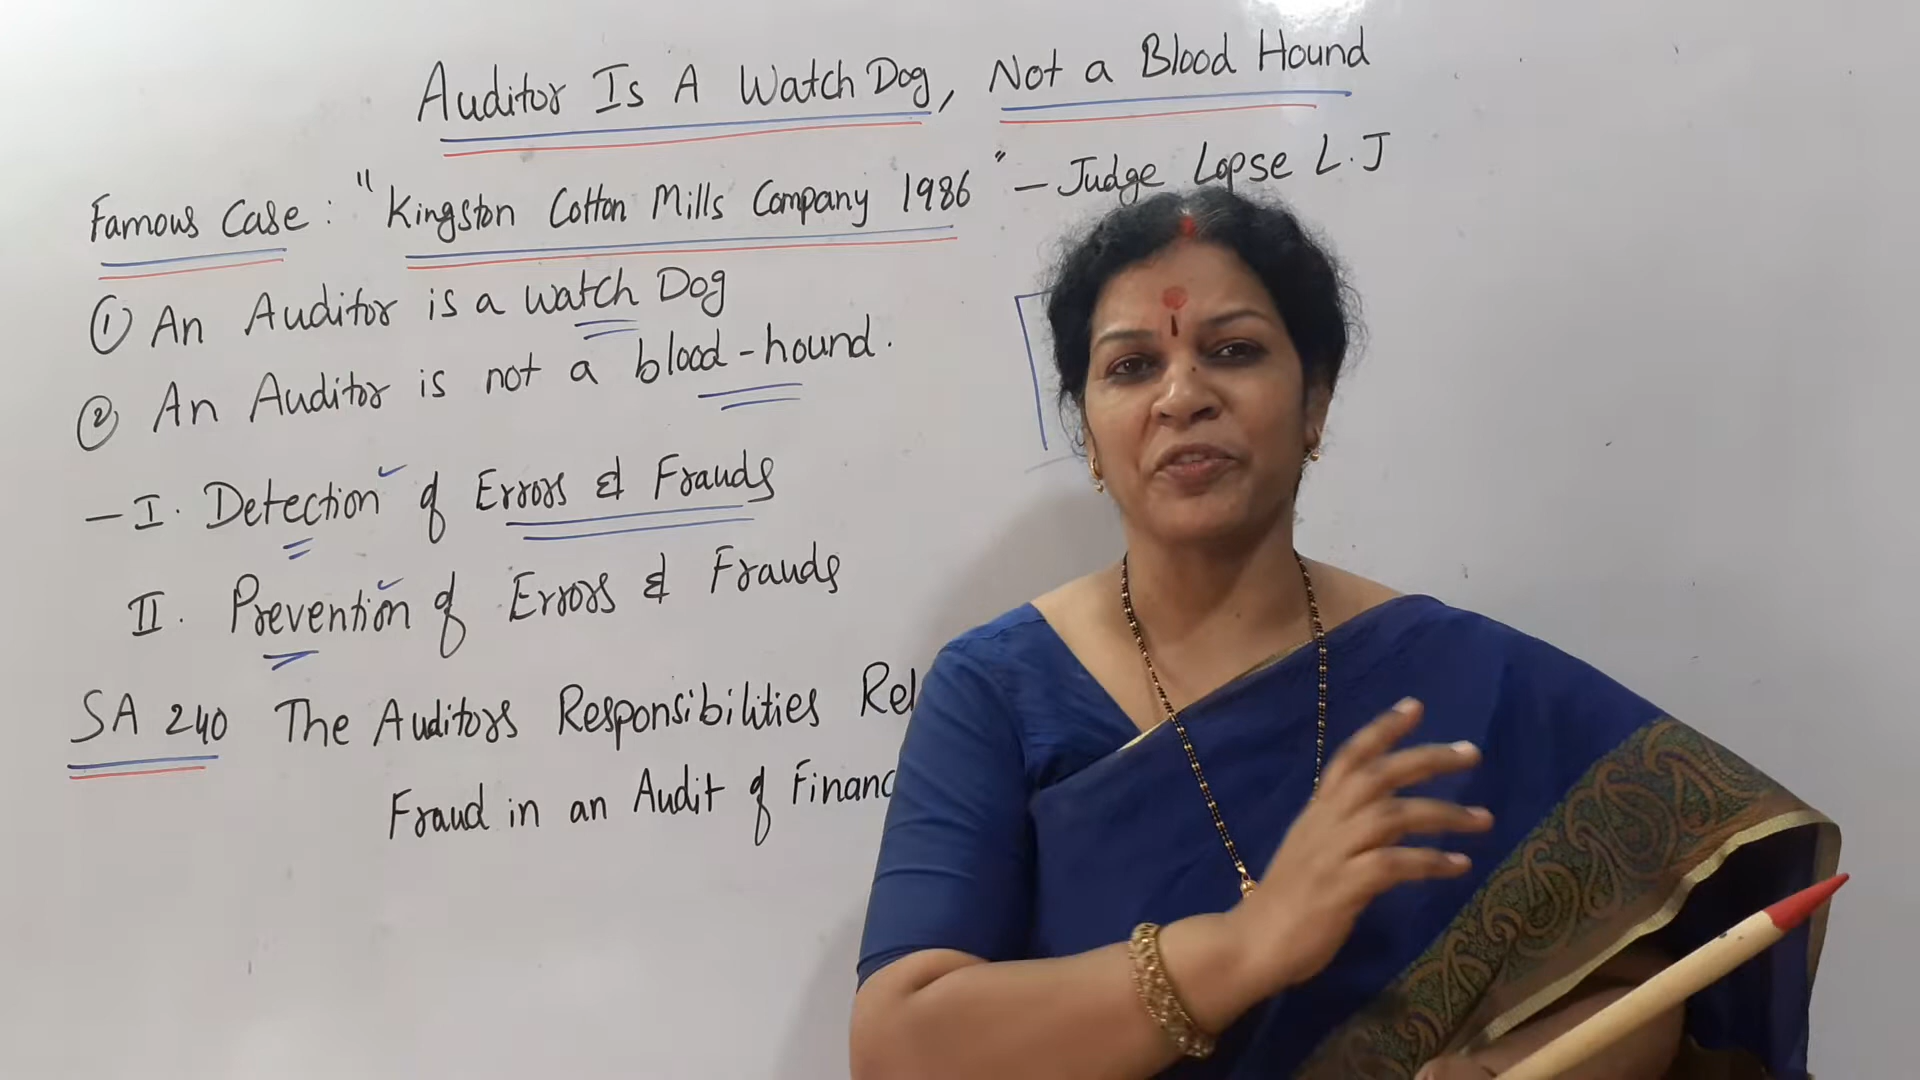 Auditor Is A Watch Dog, Not a Blood Hound
Famous Case: "Kingston Cotton Mills Company 1986" - Judge Lopse L.J
① An Auditor is a watch Dog
② An Auditor is not a blood-hound.
- I. Detection of Errors & Frauds
II. Prevention of Errors & Frauds
SA 240 The Auditors Responsibilities Rel
Fraud in an Audit of Financ